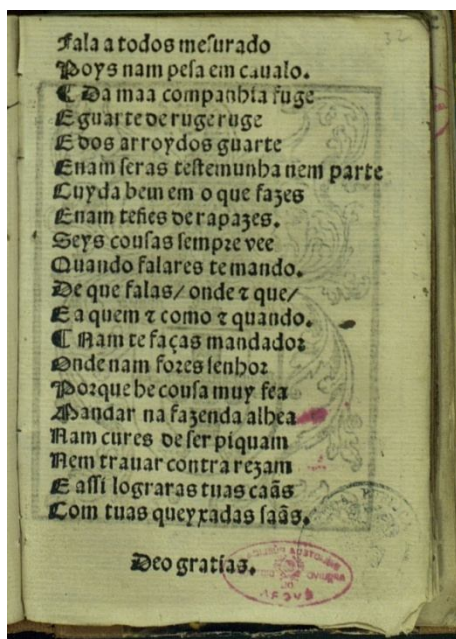 32
Fala a todos meſurado
Poys nam peſa em caualo.
¶ Da maa companhia fuge
E guarte de ruge ruge
E dos arroydos guarte
E nam ſeras teſtemunha nem parte
Cuyda bem em o que fazes
E nam tefies de rapazes.
Seys couſas ſempre vee
Quando falares te mando.
De que falas/ onde ⁊ que/
E a quem ⁊ como ⁊ quando.
¶ Nam te faças mandador
Onde nam fores ſenhor
Porque he couſa muy fea
Mandar na fazenda alhea
Nam cures de ſer piquam
Nem trauar contra rezam
E aſſi lograras tuas caãs
Com tuas queyxadas ſaãs.
Deo gratias.